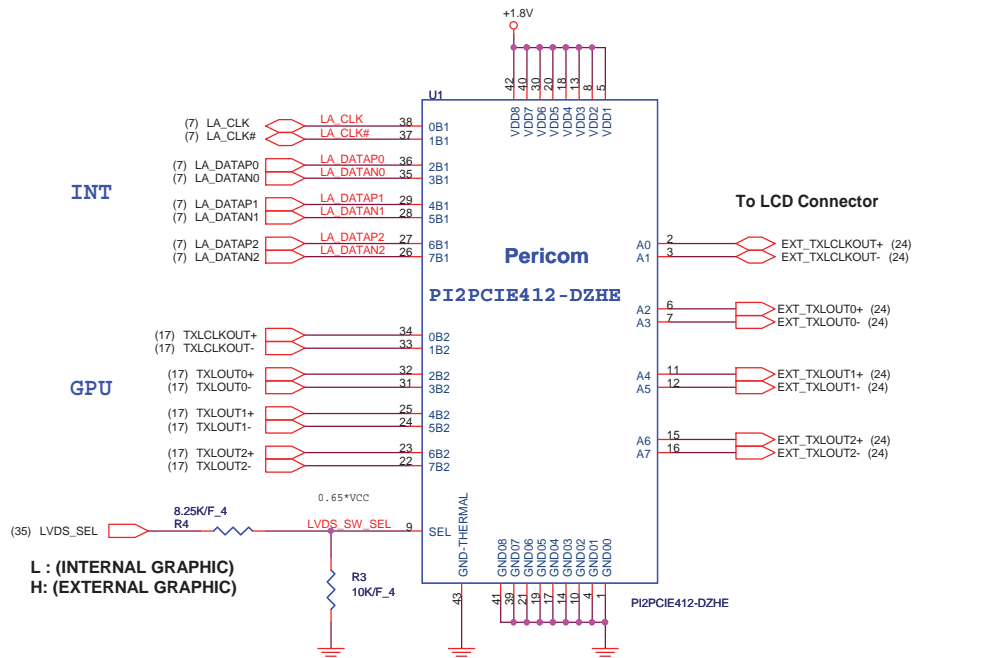 +1.8V
42 40 30 20 18 13 8 5
VDD8 VDD7 VDD6 VDD5 VDD4 VDD3 VDD2 VDD1
U1
(7) LA_CLK LA_CLK 38 0B1
(7) LA_CLK# LA_CLK# 37 1B1
(7) LA_DATAP0 LA_DATAP0 36 2B1
(7) LA_DATAN0 LA_DATAN0 35 3B1
INT
(7) LA_DATAP1 LA_DATAP1 29 4B1
(7) LA_DATAN1 LA_DATAN1 28 5B1
(7) LA_DATAP2 LA_DATAP2 27 6B1
(7) LA_DATAN2 LA_DATAN2 26 7B1
To LCD Connector
A0 2 EXT_TXLCLKOUT+ (24)
A1 3 EXT_TXLCLKOUT- (24)
Pericom
PI2PCIE412-DZHE
A2 6 EXT_TXLOUT0+ (24)
A3 7 EXT_TXLOUT0- (24)
(17) TXLCLKOUT+ 34 0B2
(17) TXLCLKOUT- 33 1B2
GPU
(17) TXLOUT0+ 32 2B2
(17) TXLOUT0- 31 3B2
A4 11 EXT_TXLOUT1+ (24)
A5 12 EXT_TXLOUT1- (24)
(17) TXLOUT1+ 25 4B2
(17) TXLOUT1- 24 5B2
A6 15 EXT_TXLOUT2+ (24)
A7 16 EXT_TXLOUT2- (24)
(17) TXLOUT2+ 23 6B2
(17) TXLOUT2- 22 7B2
0.65*VCC
8.25K/F_4
R4
(35) LVDS_SEL LVDS_SW_SEL 9 SEL
L : (INTERNAL GRAPHIC)
H: (EXTERNAL GRAPHIC)
R3
10K/F_4
GND-THERMAL GND08 GND07 GND06 GND05 GND04 GND03 GND02 GND01 GND00
43 41 39 21 19 17 14 10 4 1
PI2PCIE412-DZHE